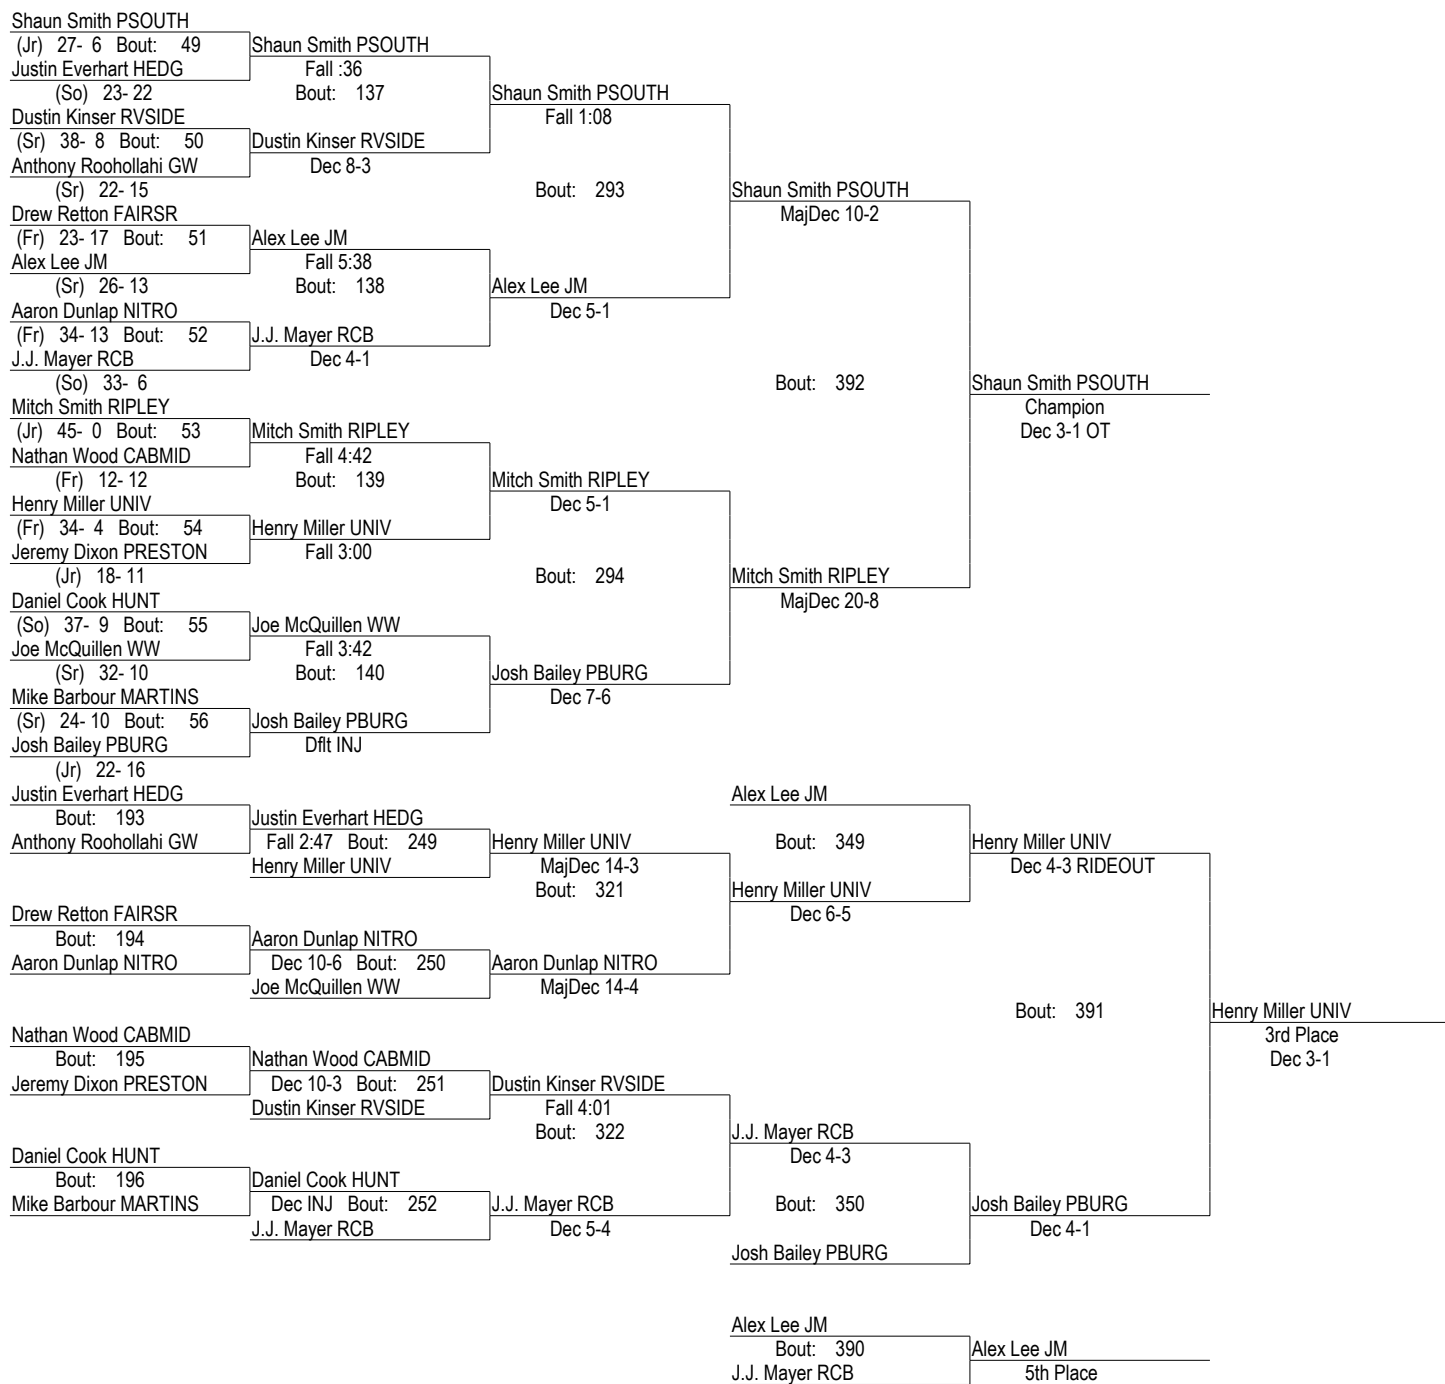 Shaun Smith PSOUTH
(Jr) 27- 6 Bout: 49
Shaun Smith PSOUTH
Justin Everhart HEDG
Fall :36
(So) 23- 22
Bout: 137
Shaun Smith PSOUTH
Dustin Kinser RVSIDE
Fall 1:08
(Sr) 38- 8 Bout: 50
Dustin Kinser RVSIDE
Anthony Roohollahi GW
Dec 8-3
(Sr) 22- 15
Bout: 293
Shaun Smith PSOUTH
Drew Retton FAIRSR
MajDec 10-2
(Fr) 23- 17 Bout: 51
Alex Lee JM
Alex Lee JM
Fall 5:38
(Sr) 26- 13
Bout: 138
Alex Lee JM
Aaron Dunlap NITRO
Dec 5-1
(Fr) 34- 13 Bout: 52
J.J. Mayer RCB
J.J. Mayer RCB
Dec 4-1
(So) 33- 6
Bout: 392
Shaun Smith PSOUTH
Mitch Smith RIPLEY
Champion
(Jr) 45- 0 Bout: 53
Mitch Smith RIPLEY
Dec 3-1 OT
Nathan Wood CABMID
Fall 4:42
(Fr) 12- 12
Bout: 139
Mitch Smith RIPLEY
Henry Miller UNIV
Dec 5-1
(Fr) 34- 4 Bout: 54
Henry Miller UNIV
Jeremy Dixon PRESTON
Fall 3:00
(Jr) 18- 11
Bout: 294
Mitch Smith RIPLEY
Daniel Cook HUNT
MajDec 20-8
(So) 37- 9 Bout: 55
Joe McQuillen WW
Joe McQuillen WW
Fall 3:42
(Sr) 32- 10
Bout: 140
Josh Bailey PBURG
Mike Barbour MARTINS
Dec 7-6
(Sr) 24- 10 Bout: 56
Josh Bailey PBURG
Josh Bailey PBURG
Dflt INJ
(Jr) 22- 16
Justin Everhart HEDG
Alex Lee JM
Bout: 193
Justin Everhart HEDG
Anthony Roohollahi GW
Fall 2:47 Bout: 249
Henry Miller UNIV
Bout: 349
Henry Miller UNIV
Henry Miller UNIV
MajDec 14-3
Dec 4-3 RIDEOUT
Bout: 321
Henry Miller UNIV
Drew Retton FAIRSR
Dec 6-5
Bout: 194
Aaron Dunlap NITRO
Aaron Dunlap NITRO
Dec 10-6 Bout: 250
Aaron Dunlap NITRO
Joe McQuillen WW
MajDec 14-4
Bout: 391
Henry Miller UNIV
Nathan Wood CABMID
3rd Place
Bout: 195
Nathan Wood CABMID
Dec 3-1
Jeremy Dixon PRESTON
Dec 10-3 Bout: 251
Dustin Kinser RVSIDE
Dustin Kinser RVSIDE
Fall 4:01
Bout: 322
J.J. Mayer RCB
Daniel Cook HUNT
Dec 4-3
Bout: 196
Daniel Cook HUNT
Mike Barbour MARTINS
Dec INJ Bout: 252
J.J. Mayer RCB
Bout: 350
Josh Bailey PBURG
J.J. Mayer RCB
Dec 5-4
Dec 4-1
Josh Bailey PBURG
Alex Lee JM
Bout: 390
Alex Lee JM
J.J. Mayer RCB
5th Place